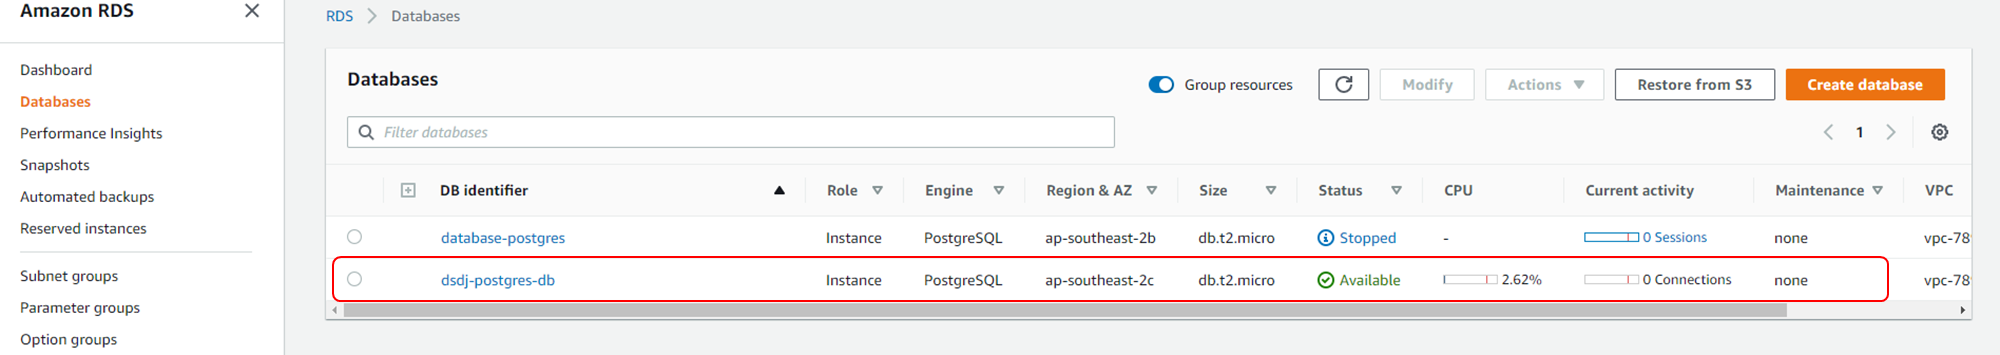 Amazon RDS
Dashboard
Databases
Performance Insights
Snapshots
Automated backups
Reserved instances
Subnet groups
Parameter groups
Option groups
RDS > Databases
Databases
Group resources
Modify
Actions
Restore from S3
Create database
Filter databases
1
DB identifier Role Engine Region & AZ Size Status CPU Current activity Maintenance VPC
database-postgres Instance PostgreSQL ap-southeast-2b db.t2.micro Stopped - 0 Sessions none
dsdj-postgres-db Instance PostgreSQL ap-southeast-2c db.t2.micro Available 2.62% 0 Connections none